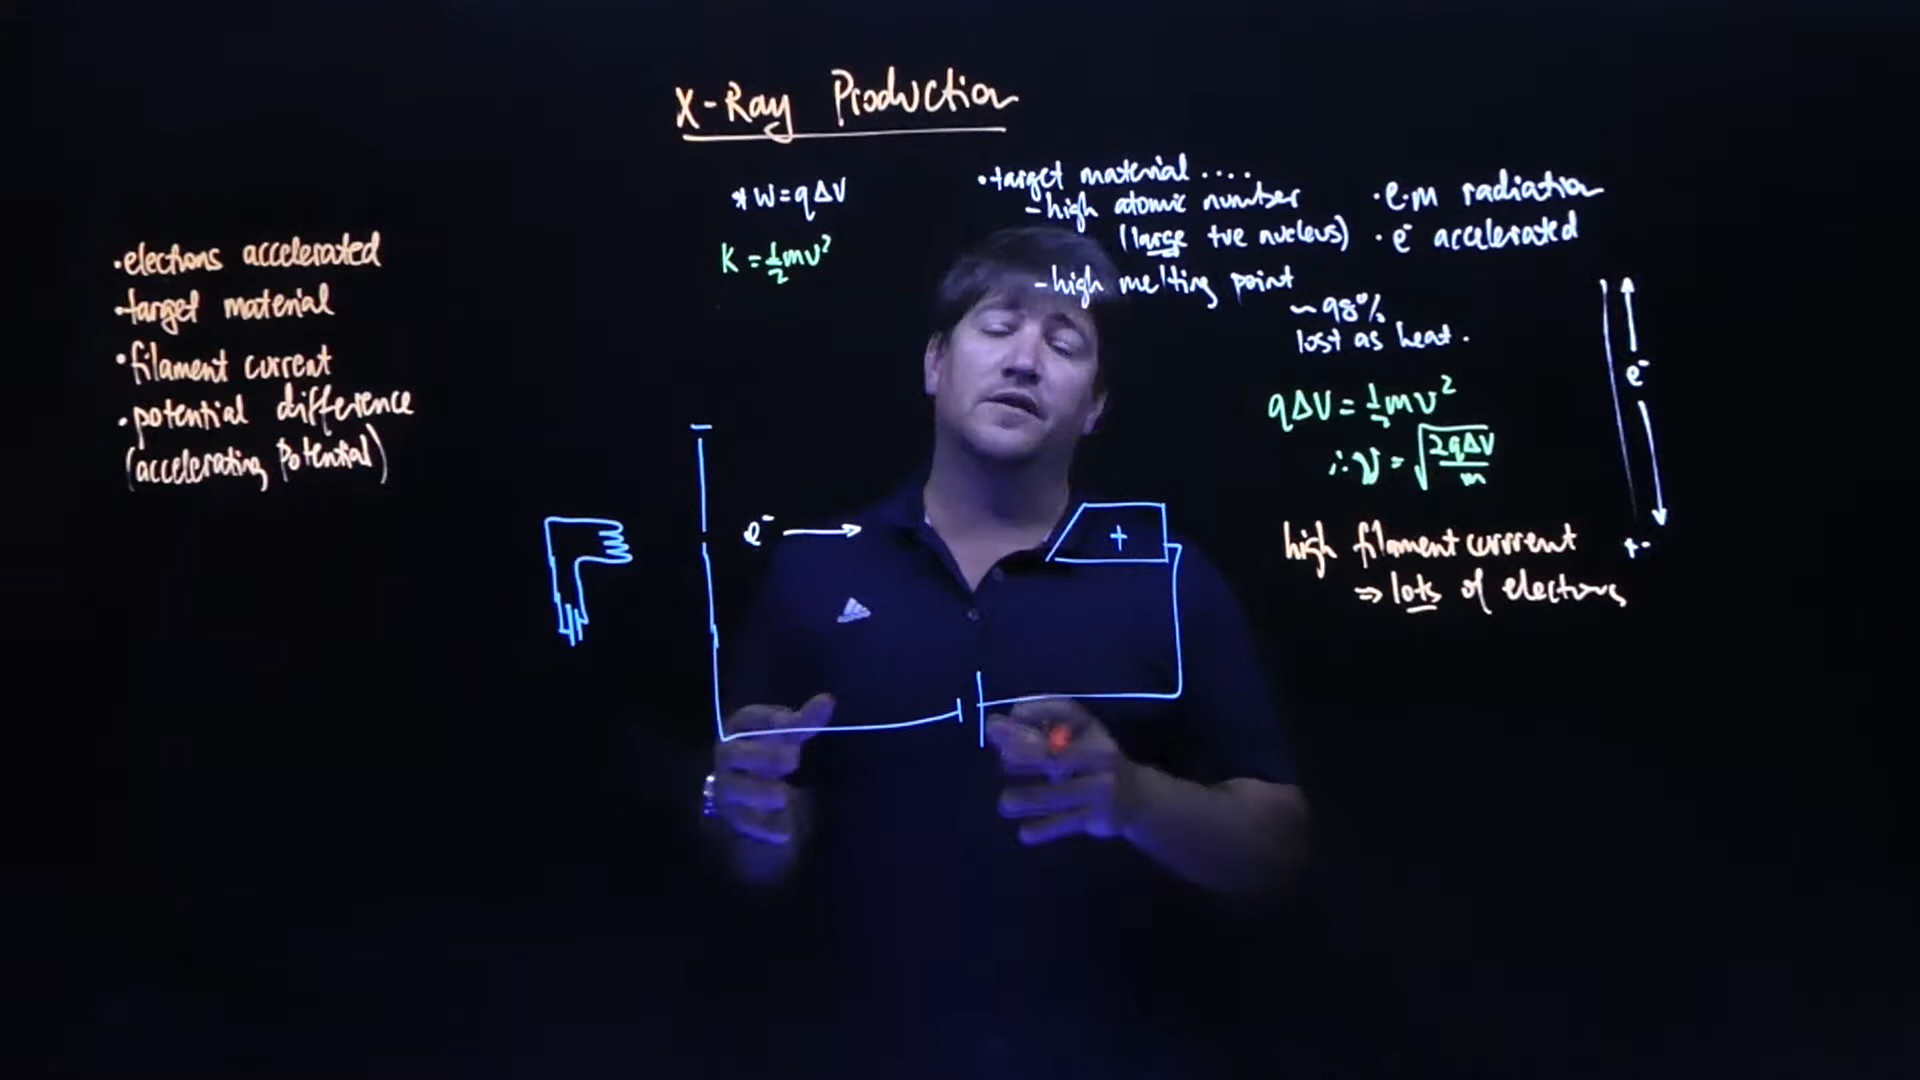 X-Ray Production
• elections accelerated
• target material
• filament current
• potential difference
(accelerating potential)
* W = qΔV
K = ½mv²
• target material ....
- high atomic number
(large +ve nucleus)
- high melting point
~98%
lost as heat.
• e.m radiation
• e⁻ accelerated
qΔV = ½mv²
∴ v = √(2qΔV/m)
high filament currrent
⇒ lots of electrons
e⁻
+ -
e⁻ →
+